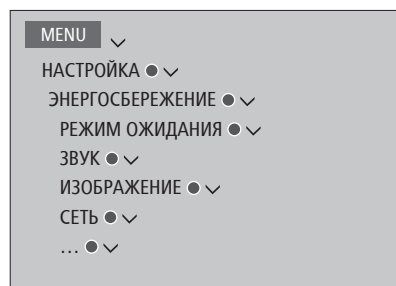 MENU
НАСТРОЙКА
ЭНЕРГОСБЕРЕЖЕНИЕ
РЕЖИМ ОЖИДАНИЯ
ЗВУК
ИЗОБРАЖЕНИЕ
СЕТЬ
…